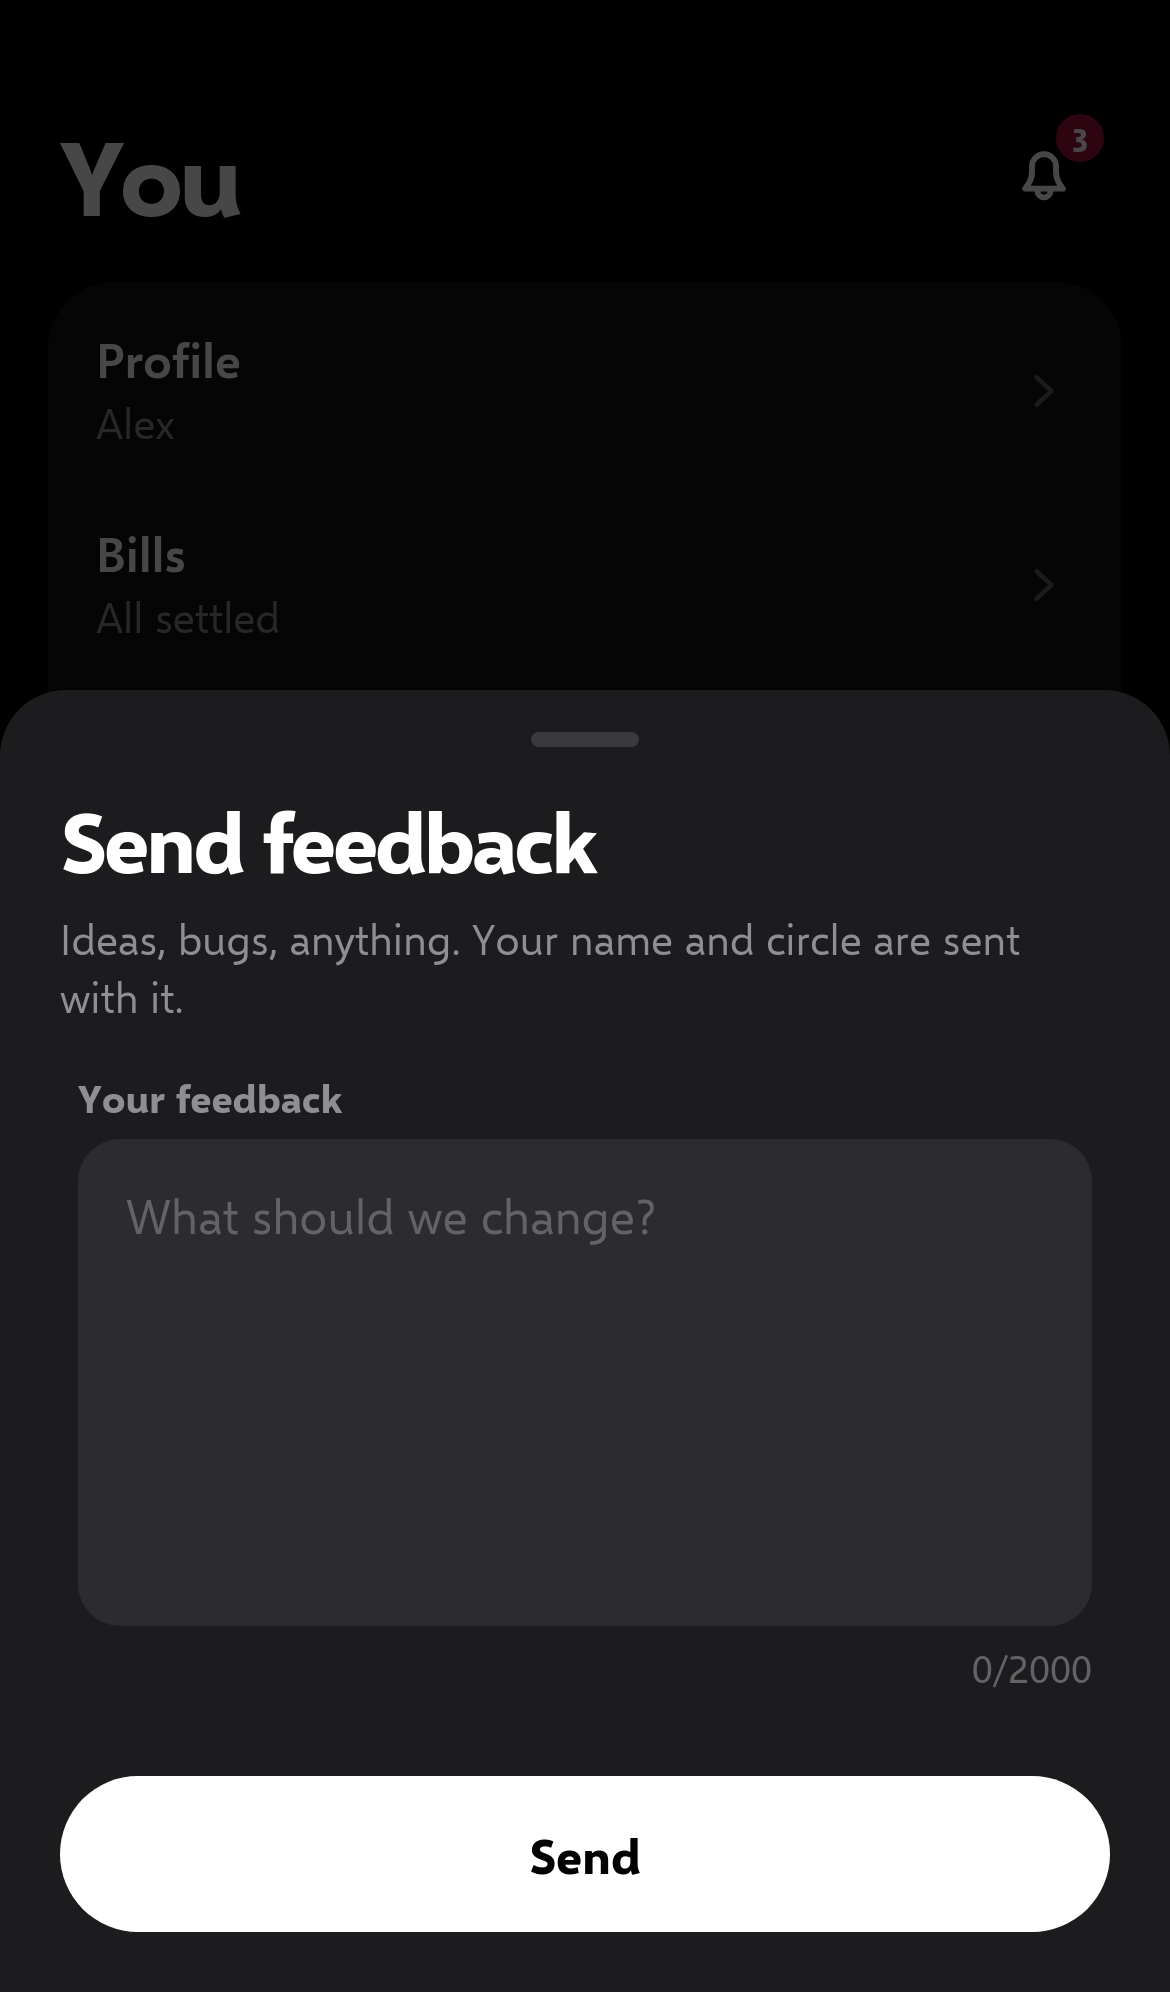 You
3
Profile
Alex
Bills
All settled
Send feedback
Ideas, bugs, anything. Your name and circle are sent
with it.
Your feedback
What should we change?
0/2000
Send